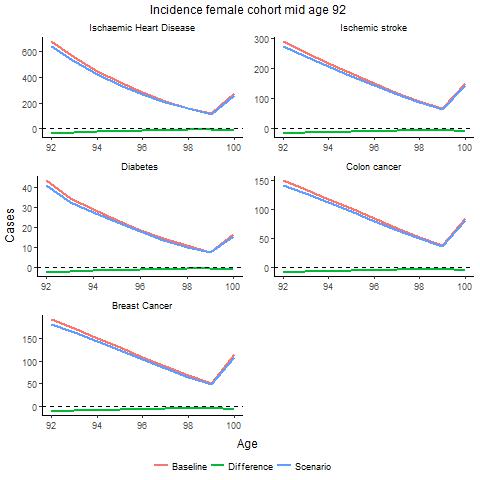 Incidence female cohort mid age 92
Ischaemic Heart Disease
Ischemic stroke
600
400
200
0
92 94 96 98 100
300
200
100
0
92 94 96 98 100
Diabetes
Colon cancer
40
30
20
10
0
92 94 96 98 100
150
100
50
0
92 94 96 98 100
Breast Cancer
150
100
50
0
92 94 96 98 100
Cases
Age
Baseline Difference Scenario